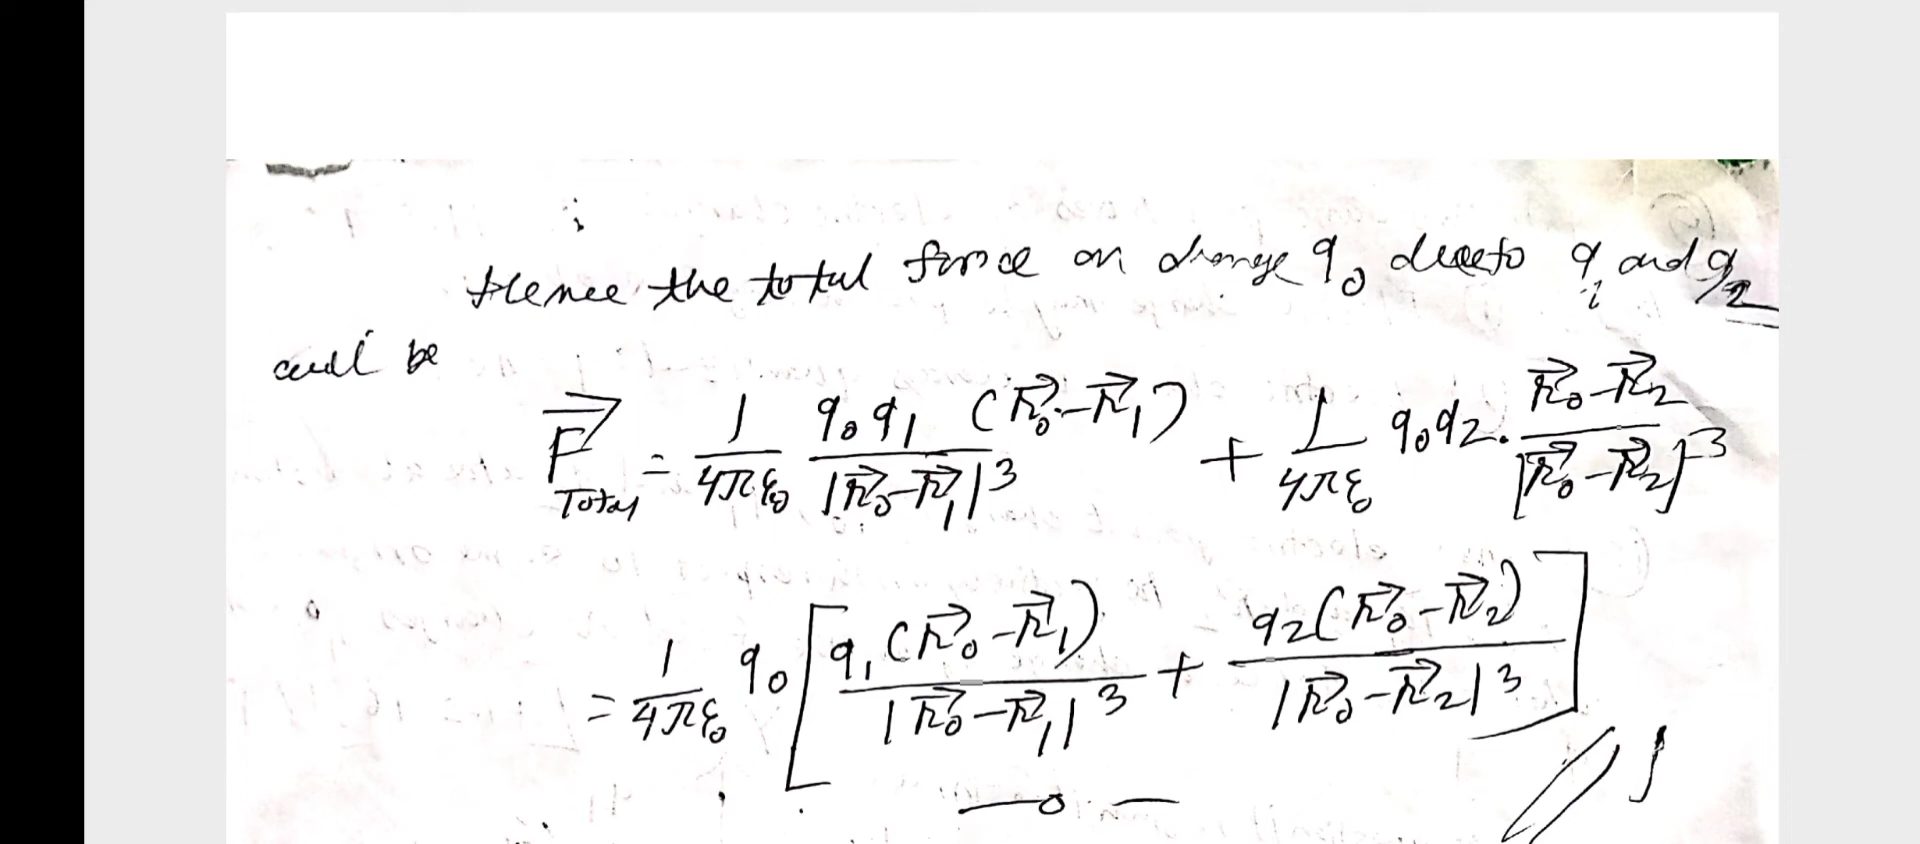 Hence the total force on charge q₀ due to q₁ and q₂
will be
F⃗_Total = 1/4πε₀ q₀q₁ (r⃗₀-r⃗₁)/|r⃗₀-r⃗₁|³ + 1/4πε₀ q₀q₂. r⃗₀-r⃗₂/|r⃗₀-r⃗₂|³
= 1/4πε₀ q₀ [q₁(r⃗₀-r⃗₁)/|r⃗₀-r⃗₁|³ + q₂(r⃗₀-r⃗₂)/|r⃗₀-r⃗₂|³]